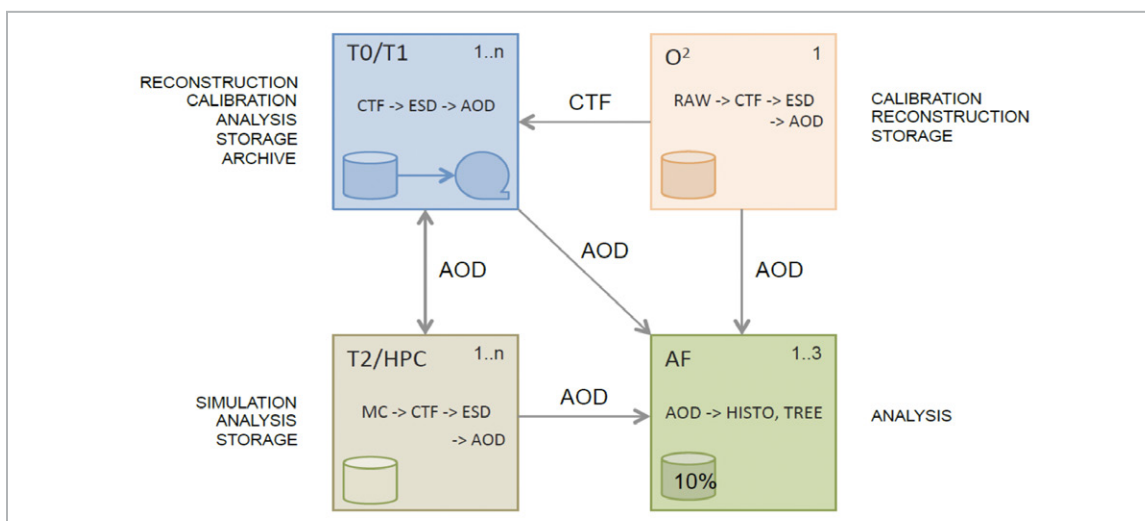 T0/T1 1..n
RECONSTRUCTION
CALIBRATION
ANALYSIS
STORAGE
ARCHIVE
CTF -> ESD -> AOD
CTF
O² 1
RAW -> CTF -> ESD
-> AOD
CALIBRATION
RECONSTRUCTION
STORAGE
AOD
AOD
AOD
T2/HPC 1..n
SIMULATION
ANALYSIS
STORAGE
MC -> CTF -> ESD
-> AOD
AOD
AF 1..3
AOD -> HISTO, TREE
10%
ANALYSIS